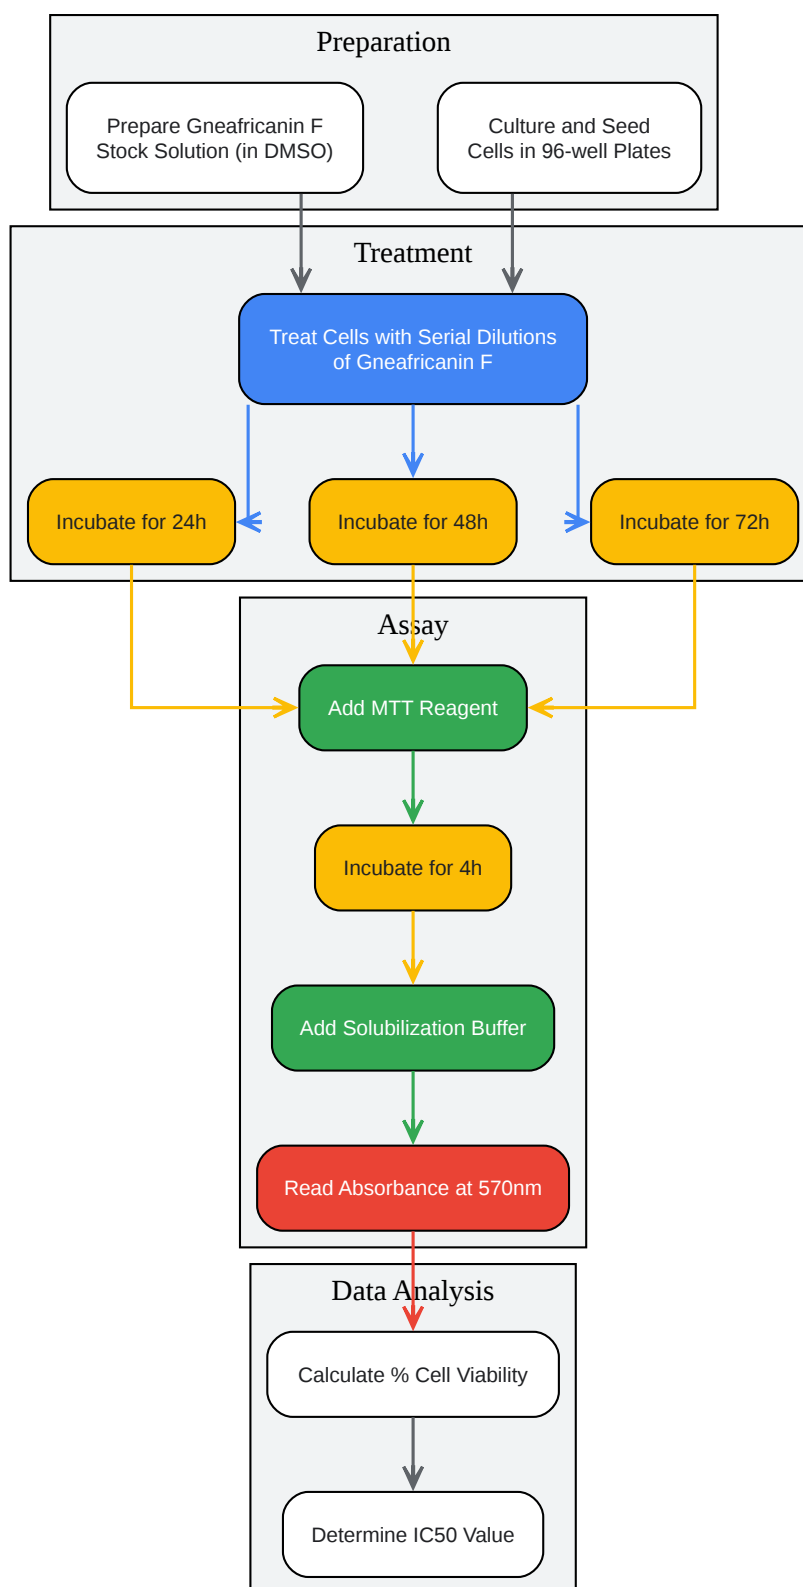 Preparation
Prepare Gneafricanin F
Stock Solution (in DMSO)
Culture and Seed
Cells in 96-well Plates
Treatment
Treat Cells with Serial Dilutions
of Gneafricanin F
Incubate for 24h
Incubate for 48h
Incubate for 72h
Assay
Add MTT Reagent
Incubate for 4h
Add Solubilization Buffer
Read Absorbance at 570nm
Data Analysis
Calculate % Cell Viability
Determine IC50 Value